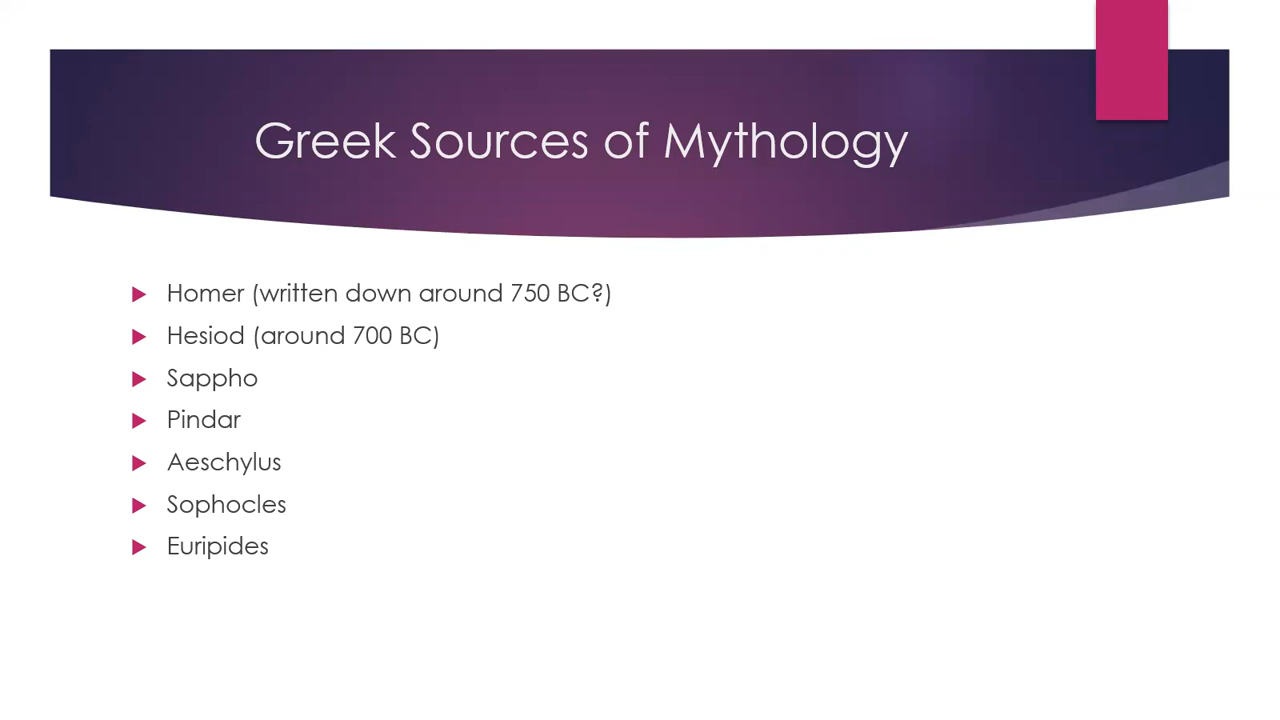 Greek Sources of Mythology
Homer (written down around 750 BC?)
Hesiod (around 700 BC)
Sappho
Pindar
Aeschylus
Sophocles
Euripides